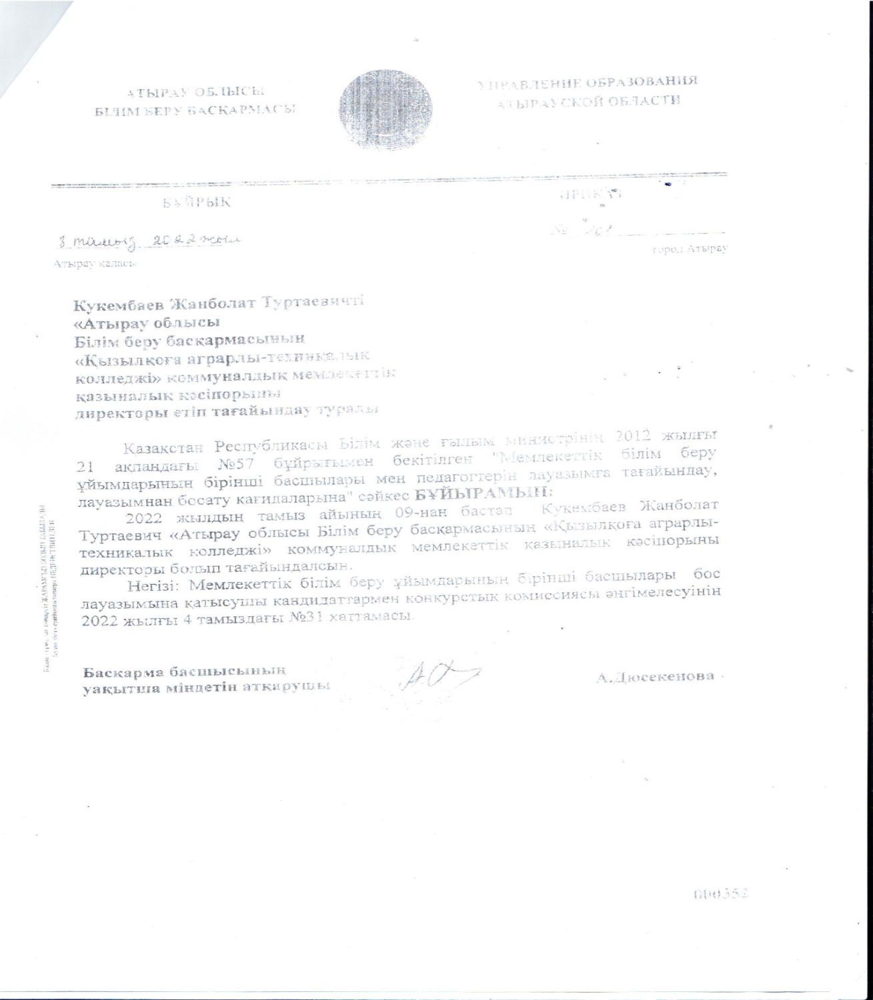 АТЫРАУ ОБЛЫСЫ
БІЛІМ БЕРУ БАСҚАРМАСЫ
УПРАВЛЕНИЕ ОБРАЗОВАНИЯ
АТЫРАУСКОЙ ОБЛАСТИ
БҰЙРЫҚ
ПРИКАЗ
8 тамыз 2022 жыл
№
Атырау қаласы
город Атырау
Кукембаев Жанболат Туртаевичті
«Атырау облысы
Білім беру басқармасының
«Қызылқоға аграрлы-техникалық
колледжі» коммуналдық мемлекеттік
қазыналық кәсіпорыны
директоры етіп тағайындау туралы
Қазақстан Республикасы Білім және ғылым министрінің 2012 жылғы
21 ақпандағы №57 бұйрығымен бекітілген "Мемлекеттік білім беру
ұйымдарының бірінші басшылары мен педагогтерін лауазымға тағайындау,
лауазымнан босату кағидаларына" сәйкес БҰЙЫРАМЫН:
2022 жылдың тамыз айының 09-нан бастап Кукембаев Жанболат
Туртаевич «Атырау облысы Білім беру басқармасының «Қызылқоға аграрлы-
техникалық колледжі» коммуналдық мемлекеттік қазыналық кәсіпорыны
директоры болып тағайындалсын.
Негізі: Мемлекеттік білім беру ұйымдарының бірінші басшылары бос
лауазымына қатысушы кандидаттармен конкурстық комиссиясы әңгімелесуінің
2022 жылғы 4 тамыздағы №31 хаттамасы.
Басқарма басшысының
уақытша міндетін атқарушы
А.Дюсекенова
000352